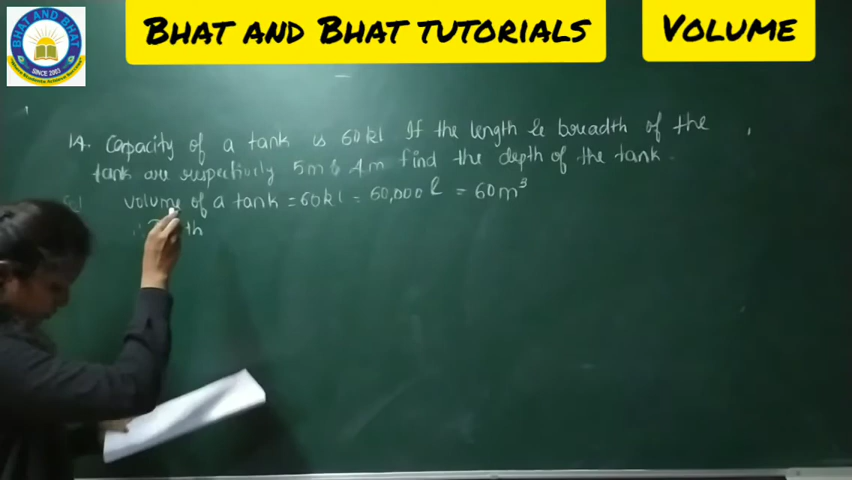 BHAT AND BHAT TUTORIALS
VOLUME
BHAT AND BHAT
SINCE 2003
14. Capacity of a tank is 60kl If the length & breadth of the
tank are respectively 5m & 4m find the depth of the tank.
volume of a tank = 60kl = 60,000 l = 60m³
th